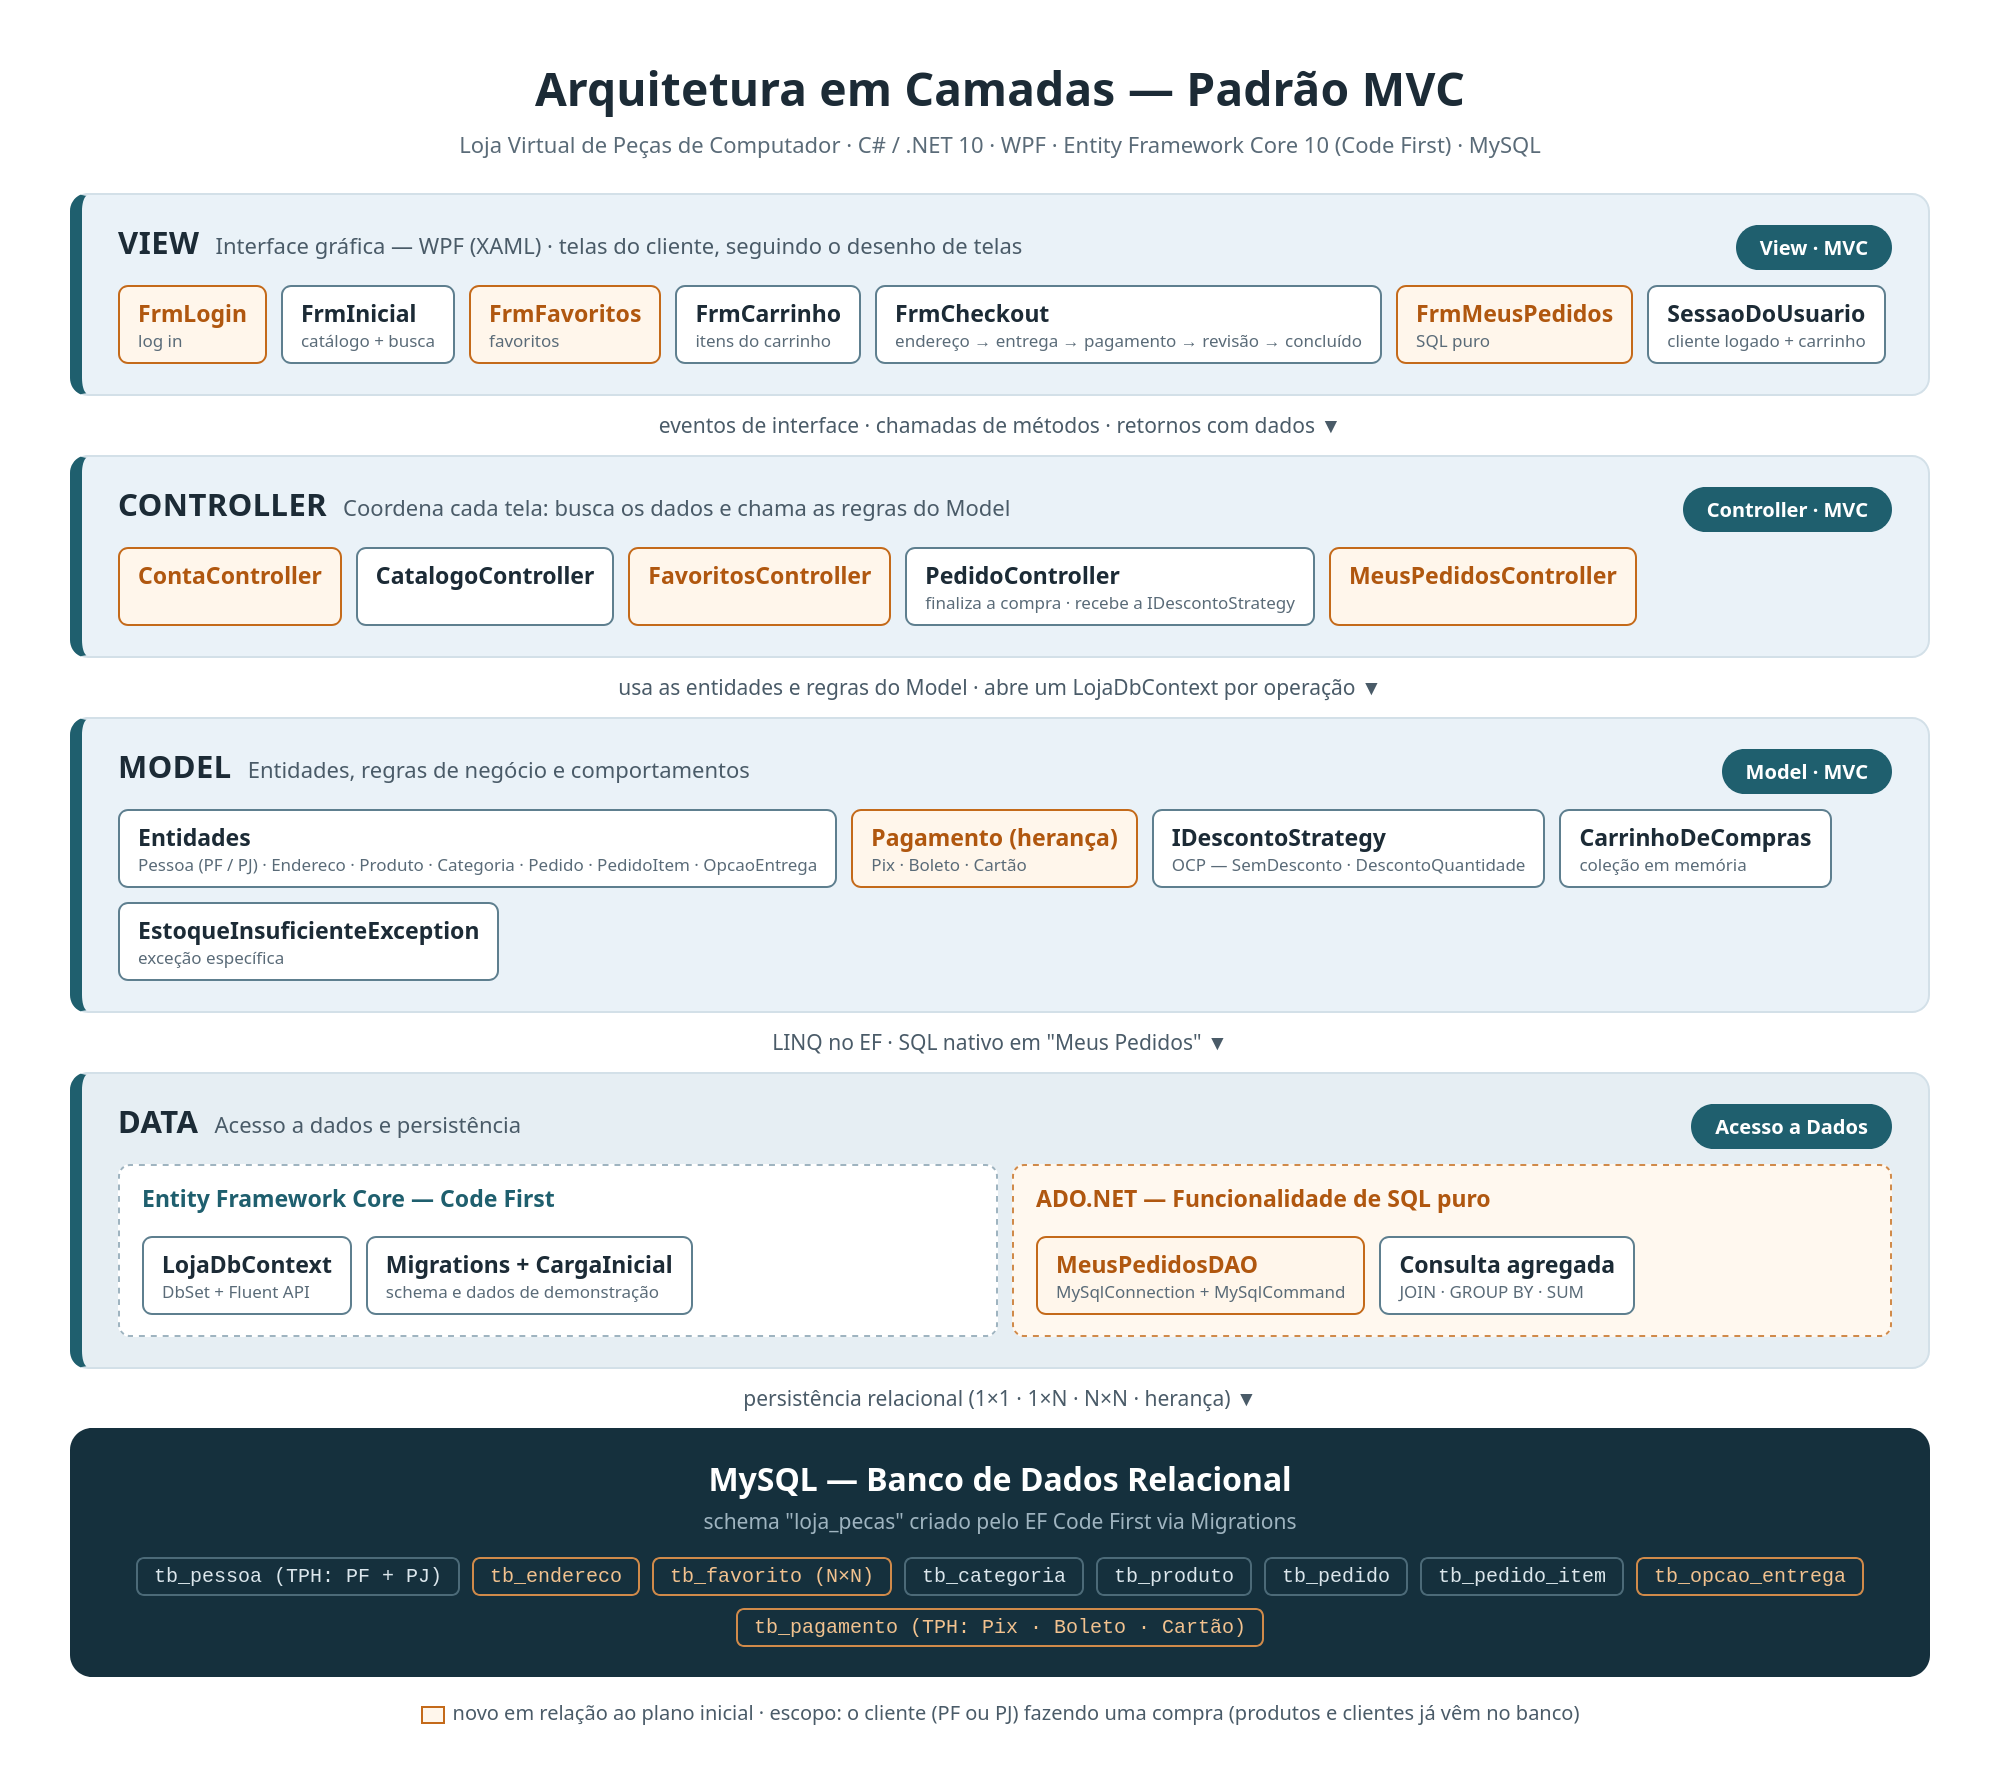 Arquitetura em Camadas — Padrão MVC
Loja Virtual de Peças de Computador · C# / .NET 10 · WPF · Entity Framework Core 10 (Code First) · MySQL
VIEW Interface gráfica — WPF (XAML) · telas do cliente, seguindo o desenho de telas
View · MVC
FrmLogin
log in
FrmInicial
catálogo + busca
FrmFavoritos
favoritos
FrmCarrinho
itens do carrinho
FrmCheckout
endereço → entrega → pagamento → revisão → concluído
FrmMeusPedidos
SQL puro
SessaoDoUsuario
cliente logado + carrinho
eventos de interface · chamadas de métodos · retornos com dados ▼
CONTROLLER Coordena cada tela: busca os dados e chama as regras do Model
Controller · MVC
ContaController
CatalogoController
FavoritosController
PedidoController
finaliza a compra · recebe a IDescontoStrategy
MeusPedidosController
usa as entidades e regras do Model · abre um LojaDbContext por operação ▼
MODEL Entidades, regras de negócio e comportamentos
Model · MVC
Entidades
Pessoa (PF / PJ) · Endereco · Produto · Categoria · Pedido · PedidoItem · OpcaoEntrega
Pagamento (herança)
Pix · Boleto · Cartão
IDescontoStrategy
OCP — SemDesconto · DescontoQuantidade
CarrinhoDeCompras
coleção em memória
EstoqueInsuficienteException
exceção específica
LINQ no EF · SQL nativo em "Meus Pedidos" ▼
DATA Acesso a dados e persistência
Acesso a Dados
Entity Framework Core — Code First
LojaDbContext
DbSet + Fluent API
Migrations + CargaInicial
schema e dados de demonstração
ADO.NET — Funcionalidade de SQL puro
MeusPedidosDAO
MySqlConnection + MySqlCommand
Consulta agregada
JOIN · GROUP BY · SUM
persistência relacional (1×1 · 1×N · N×N · herança) ▼
MySQL — Banco de Dados Relacional
schema "loja_pecas" criado pelo EF Code First via Migrations
tb_pessoa (TPH: PF + PJ)
tb_endereco
tb_favorito (N×N)
tb_categoria
tb_produto
tb_pedido
tb_pedido_item
tb_opcao_entrega
tb_pagamento (TPH: Pix · Boleto · Cartão)
novo em relação ao plano inicial · escopo: o cliente (PF ou PJ) fazendo uma compra (produtos e clientes já vêm no banco)